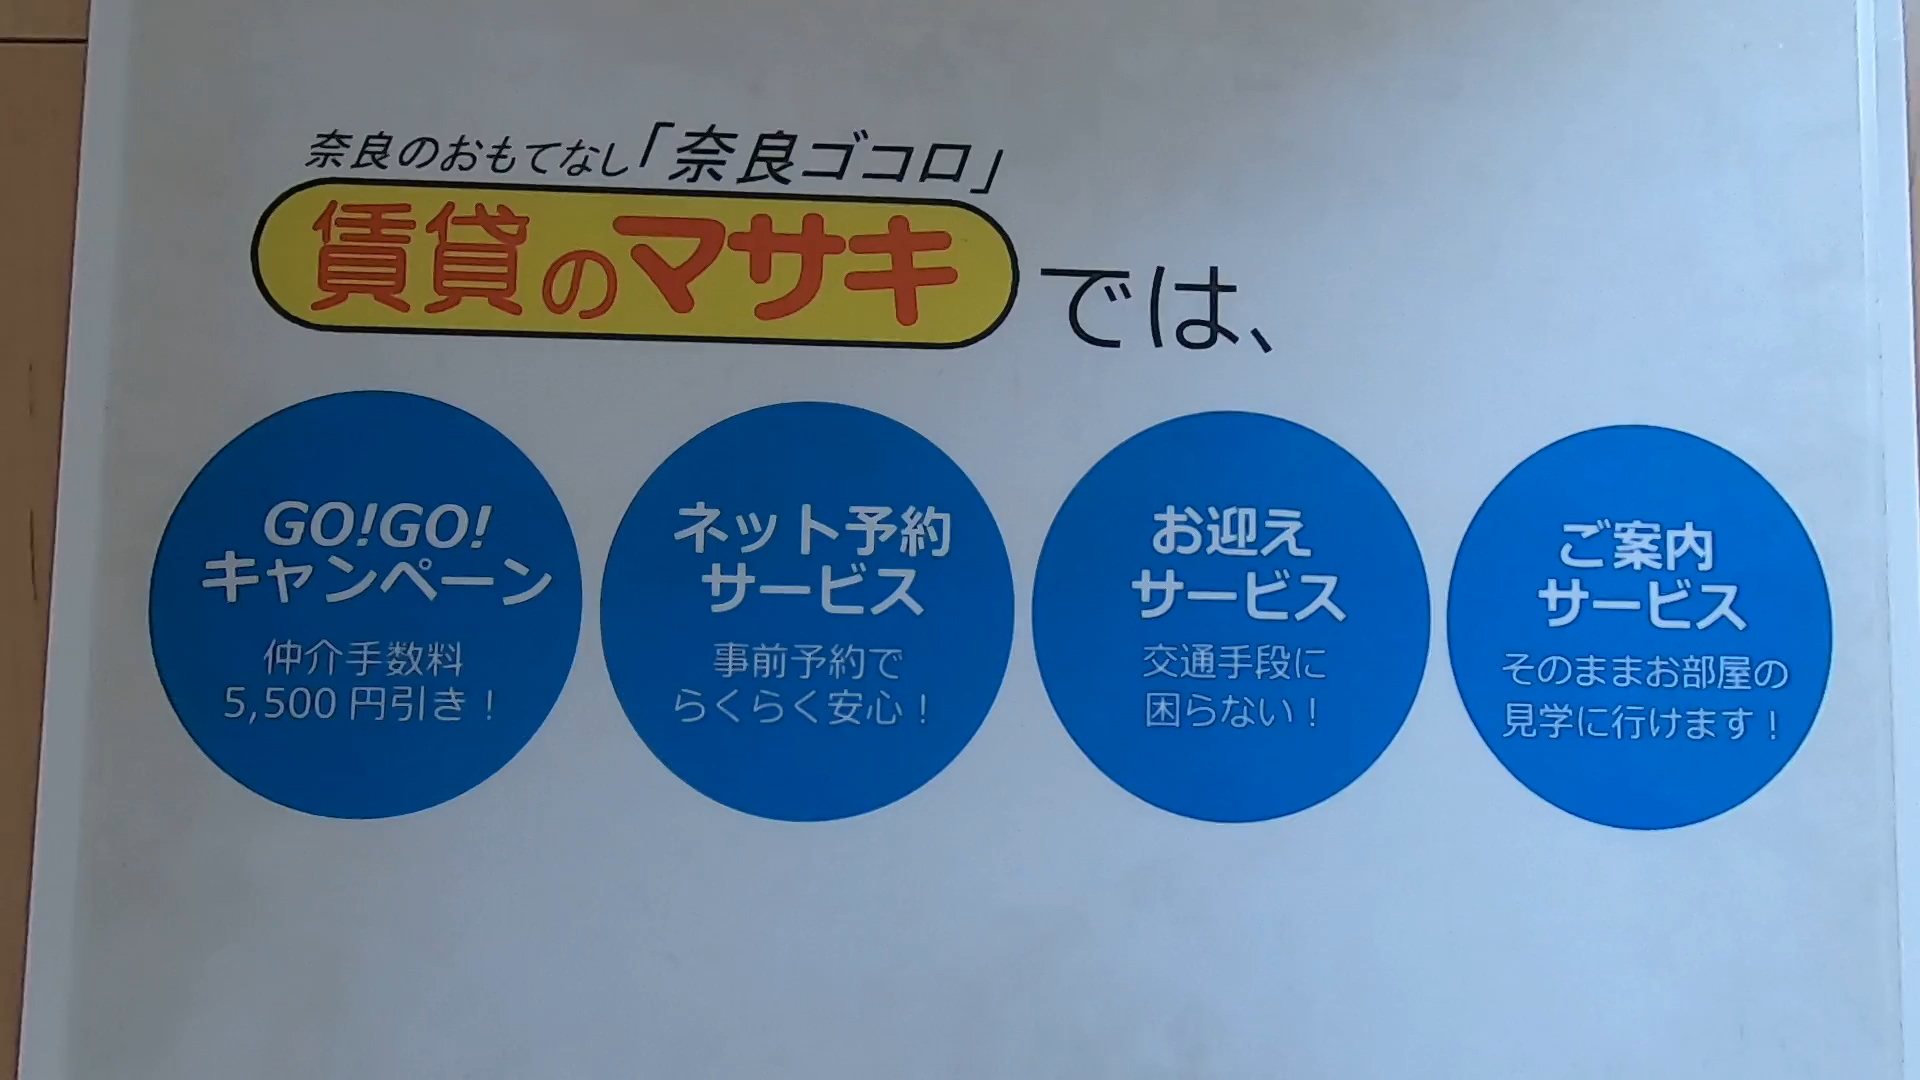 奈良のおもてなし「奈良ゴコロ」
賃貸のマサキでは、
GO!GO!
キャンペーン
仲介手数料
5,500 円引き！
ネット予約
サービス
事前予約で
らくらく安心！
お迎え
サービス
交通手段に
困らない！
ご案内
サービス
そのままお部屋の
見学に行けます！